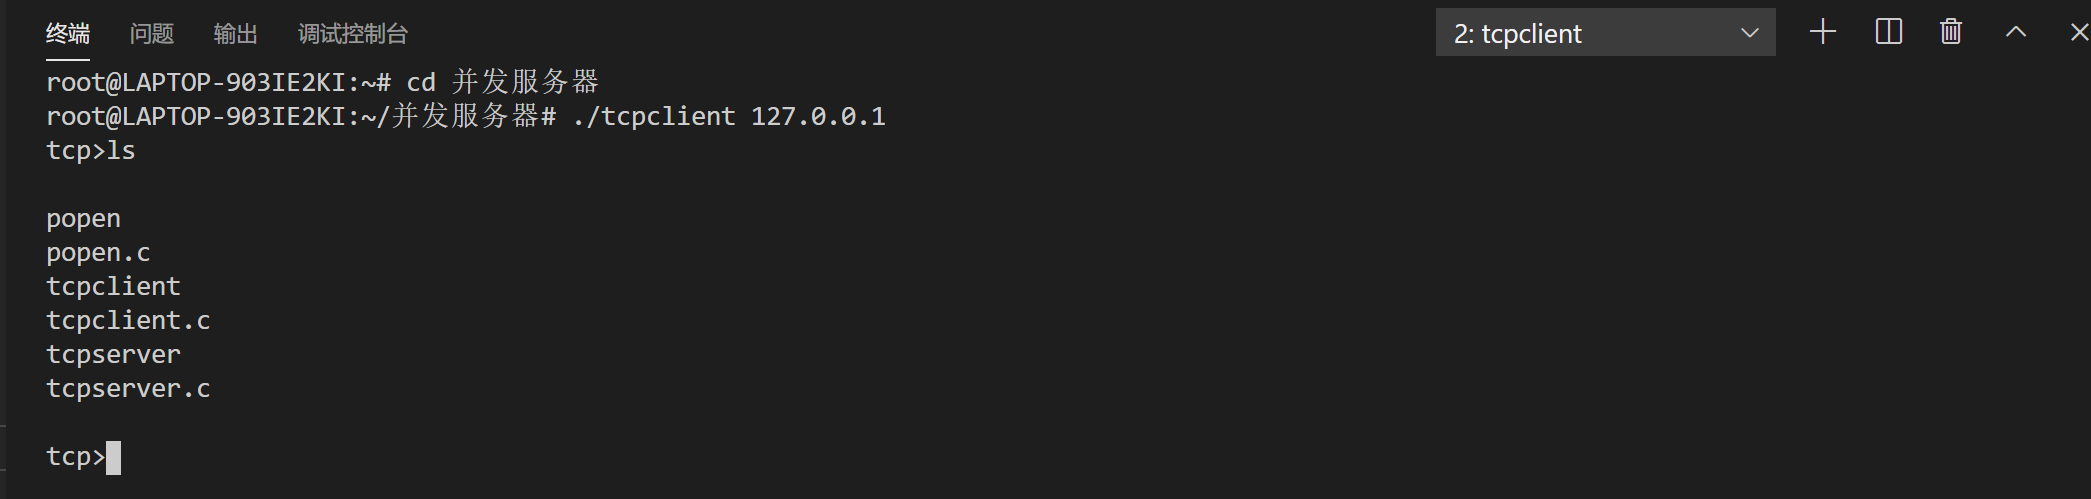 终端 问题 输出 调试控制台 2: tcpclient
root@LAPTOP-903IE2KI:~# cd 并发服务器
root@LAPTOP-903IE2KI:~/并发服务器# ./tcpclient 127.0.0.1
tcp>ls
popen
popen.c
tcpclient
tcpclient.c
tcpserver
tcpserver.c
tcp>